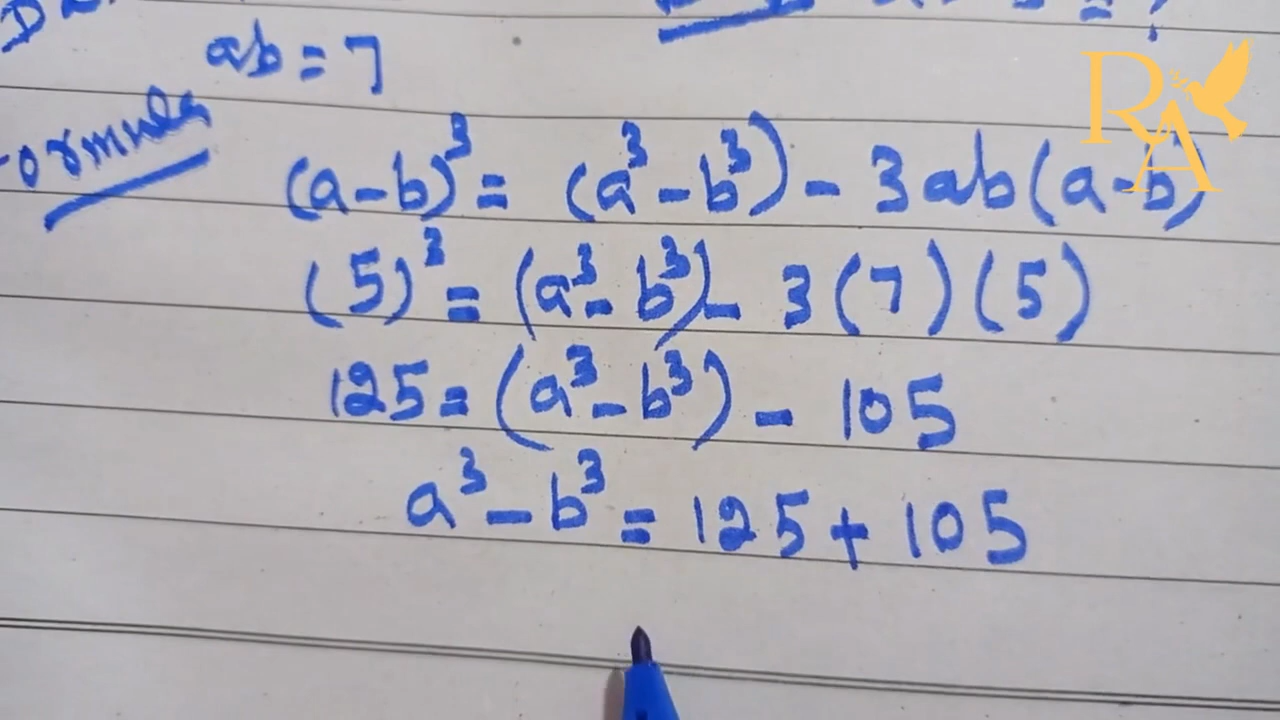 ab = 7
RA
(a-b)³ = (a³-b³) - 3ab(a-b)
(5)³ = (a³-b³) - 3(7)(5)
125 = (a³-b³) - 105
a³ - b³ = 125 + 105